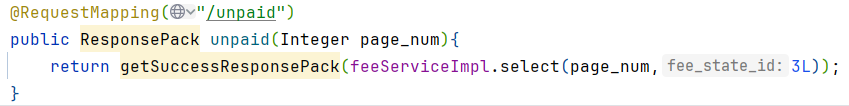 @RequestMapping("/unpaid")
public ResponsePack unpaid(Integer page_num){
    return getSuccessResponsePack(feeServiceImpl.select(page_num, fee_state_id: 3L));
}